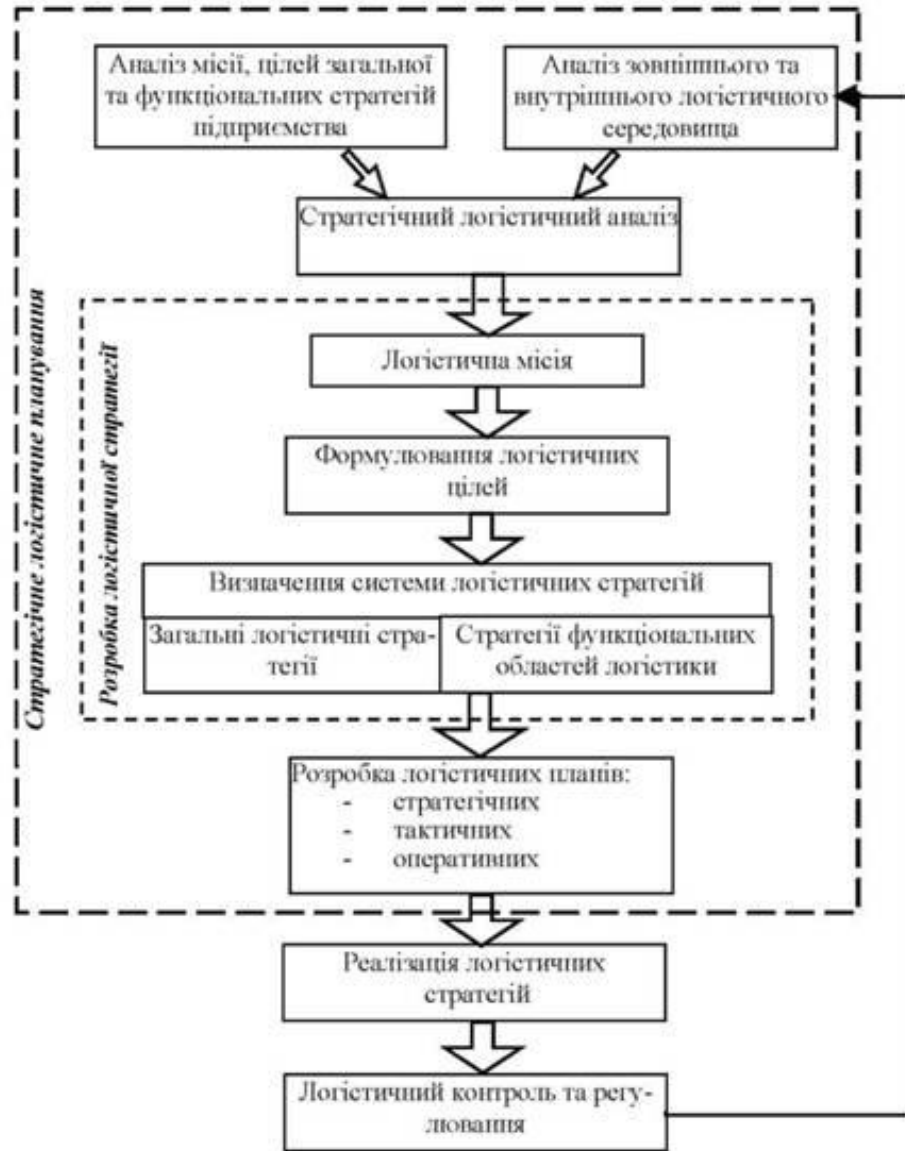 Аналіз місії, цілей загальної
та функціональних стратегій
підприємства
Аналіз зовнішнього та
внутрішнього логістичного
середовища
Стратегічний логістичний аналіз
Стратегічне логістичне планування
Розробка логістичної стратегії
Логістична місія
Формулювання логістичних
цілей
Визначення системи логістичних стратегій
Загальні логістичні стра-
тегії
Стратегії функціональних
областей логістики
Розробка логістичних планів:
- стратегічних
- тактичних
- оперативних
Реалізація логістичних
стратегій
Логістичний контроль та регу-
лювання